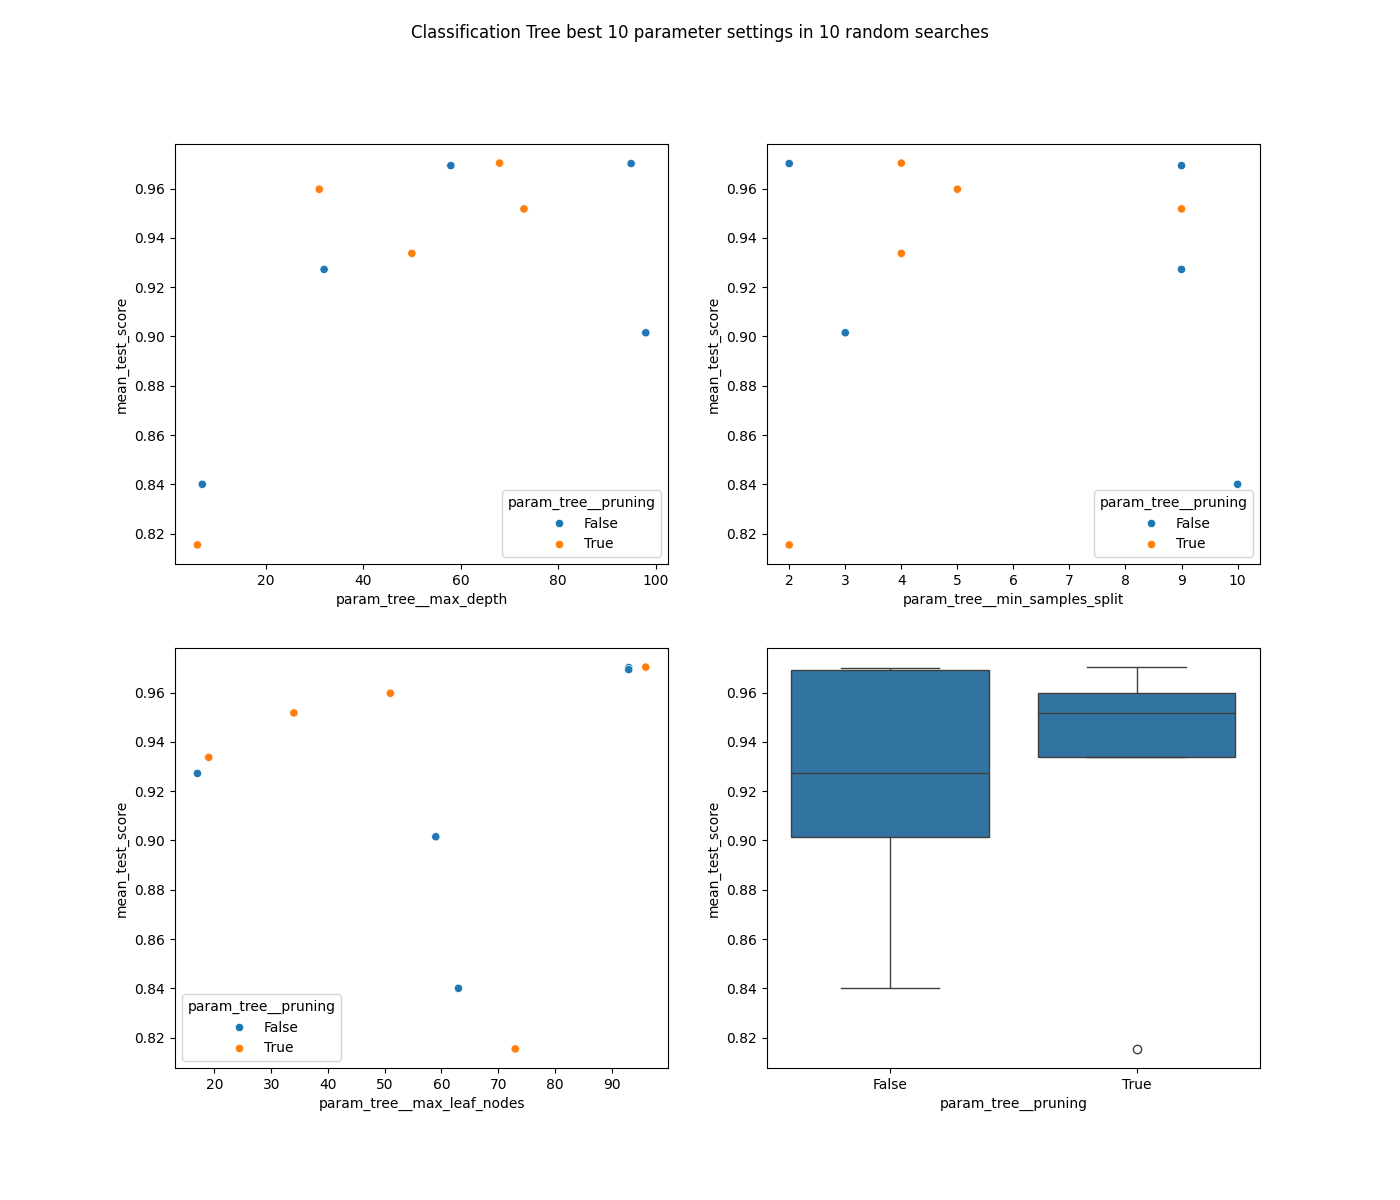 Classification Tree best 10 parameter settings in 10 random searches
mean_test_score
0.96
0.94
0.92
0.90
0.88
0.86
0.84
0.82
param_tree__pruning
False
True
20 40 60 80 100
param_tree__max_depth
mean_test_score
0.96
0.94
0.92
0.90
0.88
0.86
0.84
0.82
param_tree__pruning
False
True
2 3 4 5 6 7 8 9 10
param_tree__min_samples_split
mean_test_score
0.96
0.94
0.92
0.90
0.88
0.86
0.84
0.82
param_tree__pruning
False
True
20 30 40 50 60 70 80 90
param_tree__max_leaf_nodes
mean_test_score
0.96
0.94
0.92
0.90
0.88
0.86
0.84
0.82
False True
param_tree__pruning